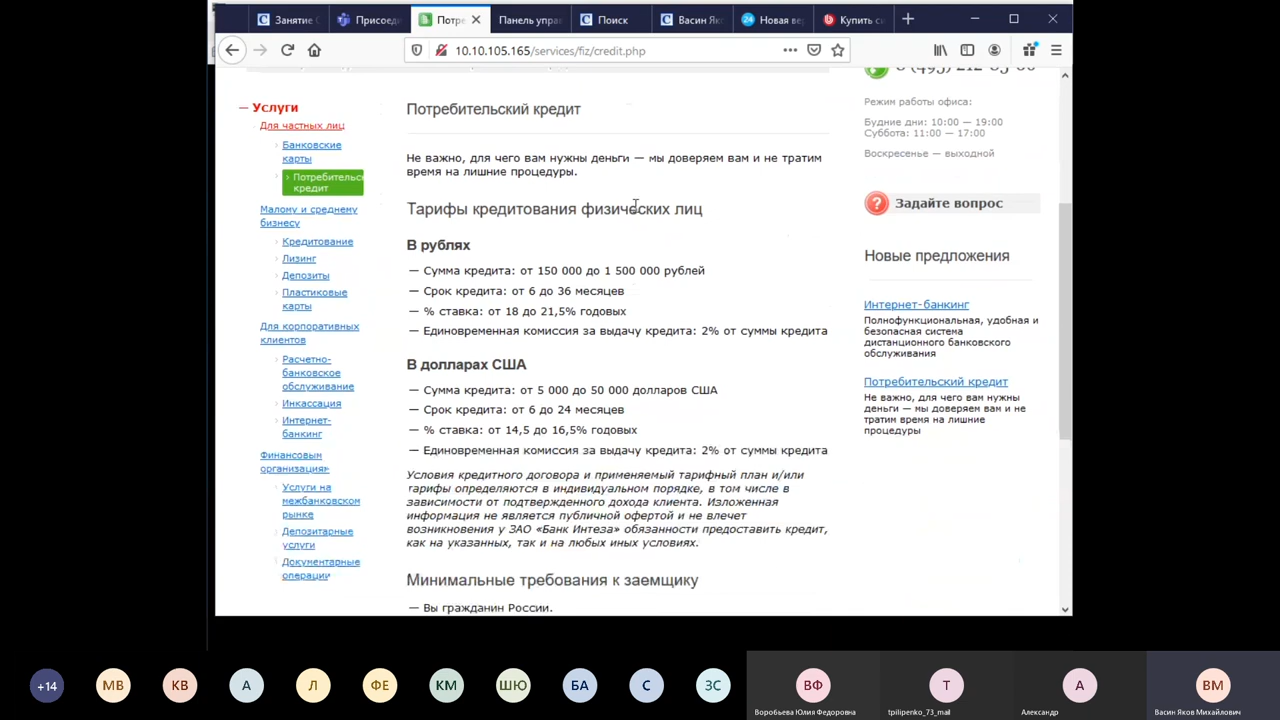 Занятие С
Присоеди
Потре
Панель упра
Поиск
Васин Яко
Новая ве
Купить си
10.10.105.165/services/fiz/credit.php
8 (495) 212-85-06
Услуги
Для частных лиц
Банковские
карты
Потребительск
кредит
Малому и среднему
бизнесу
Кредитование
Лизинг
Депозиты
Пластиковые
карты
Для корпоративных
клиентов
Расчетно-
банковское
обслуживание
Инкассация
Интернет-
банкинг
Финансовым
организациям
Услуги на
межбанковском
рынке
Депозитарные
услуги
Документарные
операции
Потребительский кредит
Не важно, для чего вам нужны деньги — мы доверяем вам и не тратим
время на лишние процедуры.
Тарифы кредитования физических лиц
В рублях
— Сумма кредита: от 150 000 до 1 500 000 рублей
— Срок кредита: от 6 до 36 месяцев
— % ставка: от 18 до 21,5% годовых
— Единовременная комиссия за выдачу кредита: 2% от суммы кредита
В долларах США
— Сумма кредита: от 5 000 до 50 000 долларов США
— Срок кредита: от 6 до 24 месяцев
— % ставка: от 14,5 до 16,5% годовых
— Единовременная комиссия за выдачу кредита: 2% от суммы кредита
Условия кредитного договора и применяемый тарифный план и/или
тарифы определяются в индивидуальном порядке, в том числе в
зависимости от подтвержденного дохода клиента. Изложенная
информация не является публичной офертой и не влечет
возникновения у ЗАО «Банк Интеза» обязанности предоставить кредит,
как на указанных, так и на любых иных условиях.
Минимальные требования к заемщику
— Вы гражданин России.
Режим работы офиса:
Будние дни: 10:00 — 19:00
Суббота: 11:00 — 17:00
Воскресенье — выходной
Задайте вопрос
Новые предложения
Интернет-банкинг
Полнофункциональная, удобная и
безопасная система
дистанционного банковского
обслуживания
Потребительский кредит
Не важно, для чего вам нужны
деньги — мы доверяем вам и не
тратим время на лишние
процедуры
+14
МВ
КВ
А
Л
ФЕ
КМ
ШЮ
БА
С
ЗС
ВФ
Воробьева Юлия Федоровна
Т
tpilipenko_73_mail
А
Александр
ВМ
Васин Яков Михайлович